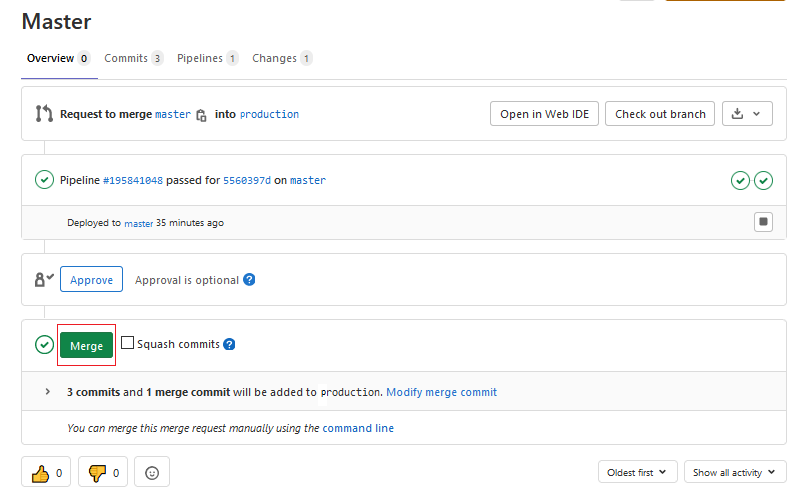 Master
Overview 0 Commits 3 Pipelines 1 Changes 1
Request to merge master into production Open in Web IDE Check out branch
Pipeline #195841048 passed for 5560397d on master
Deployed to master 35 minutes ago
Approve Approval is optional ?
Merge Squash commits ?
3 commits and 1 merge commit will be added to production. Modify merge commit
You can merge this merge request manually using the command line
0 0 Oldest first Show all activity